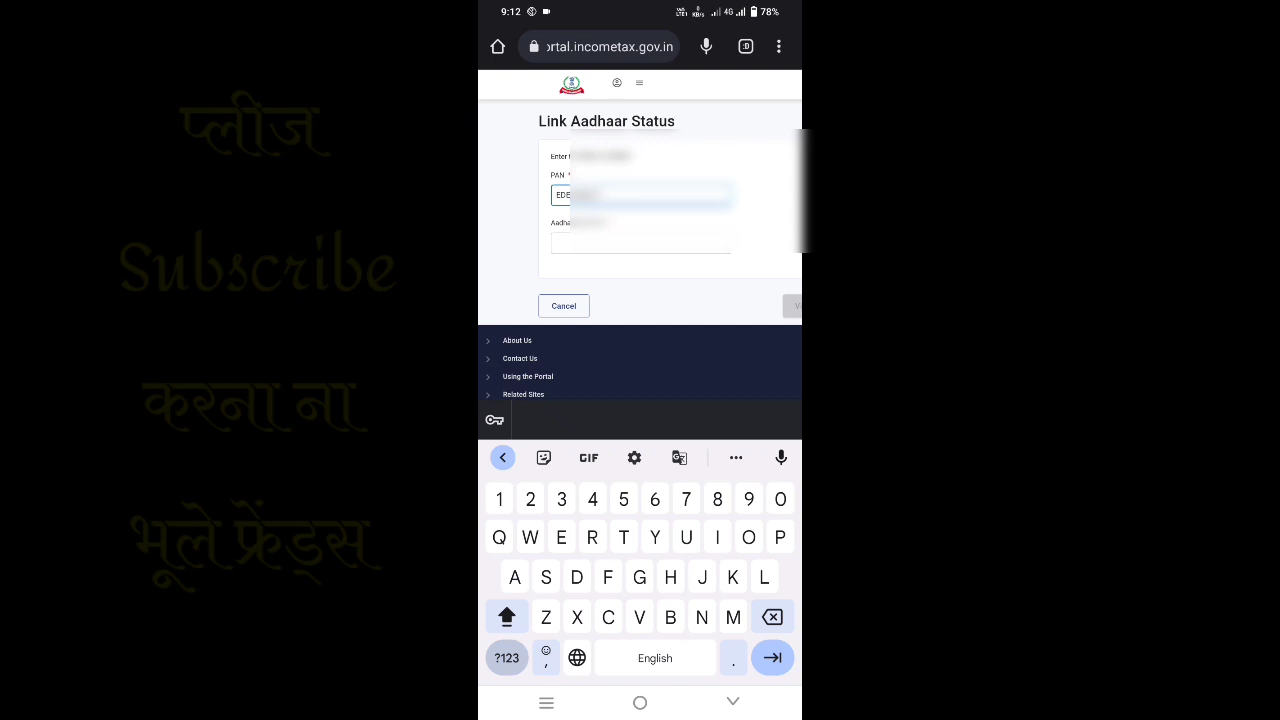 प्लीज
Subscribe
करना ना
भूले फ्रेंड्स
9:12
4G
78%
rtal.incometax.gov.in
:D
Link Aadhaar Status
Enter
PAN *
EDE
Aadha
Cancel
About Us
Contact Us
Using the Portal
Related Sites
GIF
1 2 3 4 5 6 7 8 9 0
Q W E R T Y U I O P
A S D F G H J K L
Z X C V B N M
?123 , English .